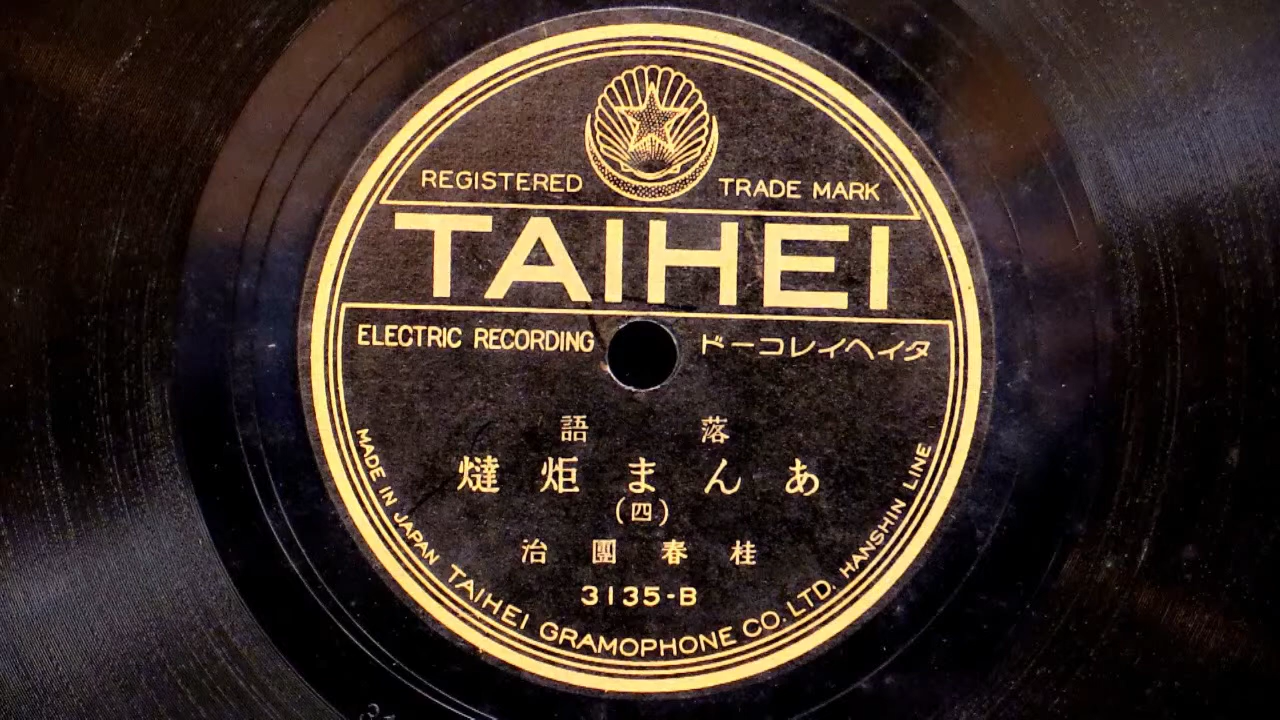 REGISTERED TRADE MARK
TAIHEI
ELECTRIC RECORDING
タイヘイレコード
落語
あんま炬燵
(四)
桂春團治
3135-B
MADE IN JAPAN TAIHEI GRAMOPHONE CO. LTD. HANSHIN LINE